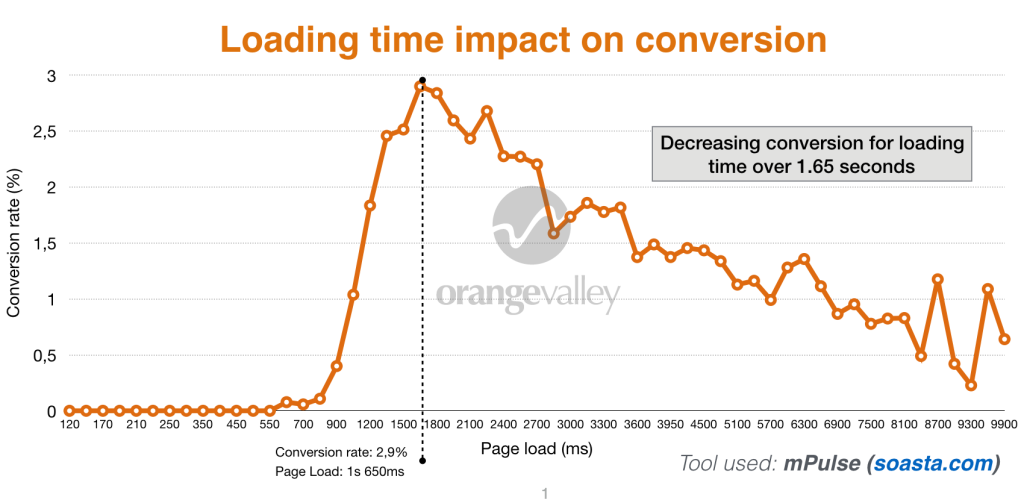 Loading time impact on conversion
3
2,5
2
1,5
1
0,5
0
Conversion rate (%)
Decreasing conversion for loading
time over 1.65 seconds
orangevalley
120 170 210 250 350 450 550 700 900 1200 1500 1800 2100 2400 2700 3000 3300 3600 3950 4500 5100 5700 6300 6900 7500 8100 8700 9300 9900
Page load (ms)
Conversion rate: 2,9%
Page Load: 1s 650ms
Tool used: mPulse (soasta.com)
1